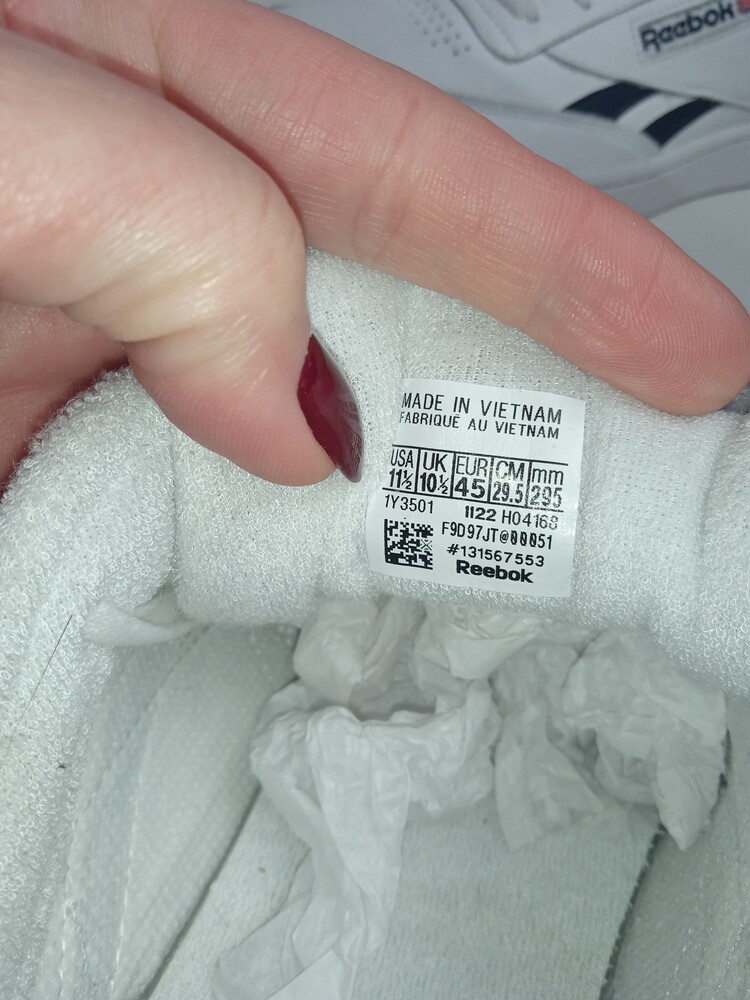 Reebok
MADE IN VIETNAM
FABRIQUÉ AU VIETNAM
USA UK EUR CM mm
11½ 10½ 45 29.5 295
1Y3501 1122 H04168
F9D97JT@00051
#131567553
Reebok